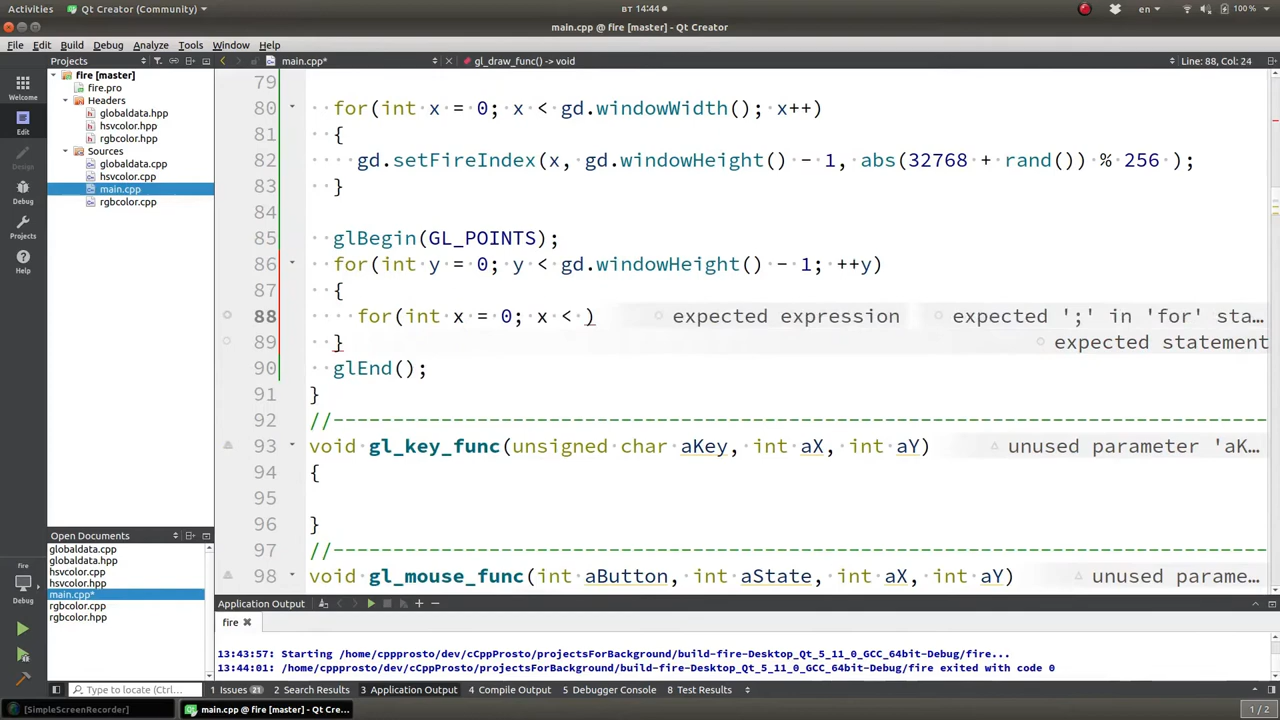 Activities Qt Creator (Community) ВТ 14:44 en 100 %
main.cpp @ fire [master] - Qt Creator
File Edit Build Debug Analyze Tools Window Help
Projects main.cpp* gl_draw_func() -> void Line: 88, Col: 24
Welcome
Edit
Design
Debug
Projects
Help
fire
Debug
fire [master]
fire.pro
Headers
globaldata.hpp
hsvcolor.hpp
rgbcolor.hpp
Sources
globaldata.cpp
hsvcolor.cpp
main.cpp
rgbcolor.cpp
Open Documents
globaldata.cpp
globaldata.hpp
hsvcolor.cpp
hsvcolor.hpp
main.cpp*
rgbcolor.cpp
rgbcolor.hpp
79
80 for(int x = 0; x < gd.windowWidth(); x++)
81 {
82 gd.setFireIndex(x, gd.windowHeight() - 1, abs(32768 + rand()) % 256 );
83 }
84
85 glBegin(GL_POINTS);
86 for(int y = 0; y < gd.windowHeight() - 1; ++y)
87 {
88 for(int x = 0; x < ) expected expression expected ';' in 'for' sta...
89 } expected statement
90 glEnd();
91 }
92 //--------------------------------------------------------------------------------
93 void gl_key_func(unsigned char aKey, int aX, int aY) unused parameter 'aK...
94 {
95
96 }
97 //--------------------------------------------------------------------------------
98 void gl_mouse_func(int aButton, int aState, int aX, int aY) unused parame...
Application Output
fire
13:43:57: Starting /home/cppprosto/dev/cCppProsto/projectsForBackground/build-fire-Desktop_Qt_5_11_0_GCC_64bit-Debug/fire...
13:44:01: /home/cppprosto/dev/cCppProsto/projectsForBackground/build-fire-Desktop_Qt_5_11_0_GCC_64bit-Debug/fire exited with code 0
Type to locate (Ctrl... 1 Issues 21 2 Search Results 3 Application Output 4 Compile Output 5 Debugger Console 8 Test Results
[SimpleScreenRecorder] main.cpp @ fire [master] - Qt Cre... 1 / 2